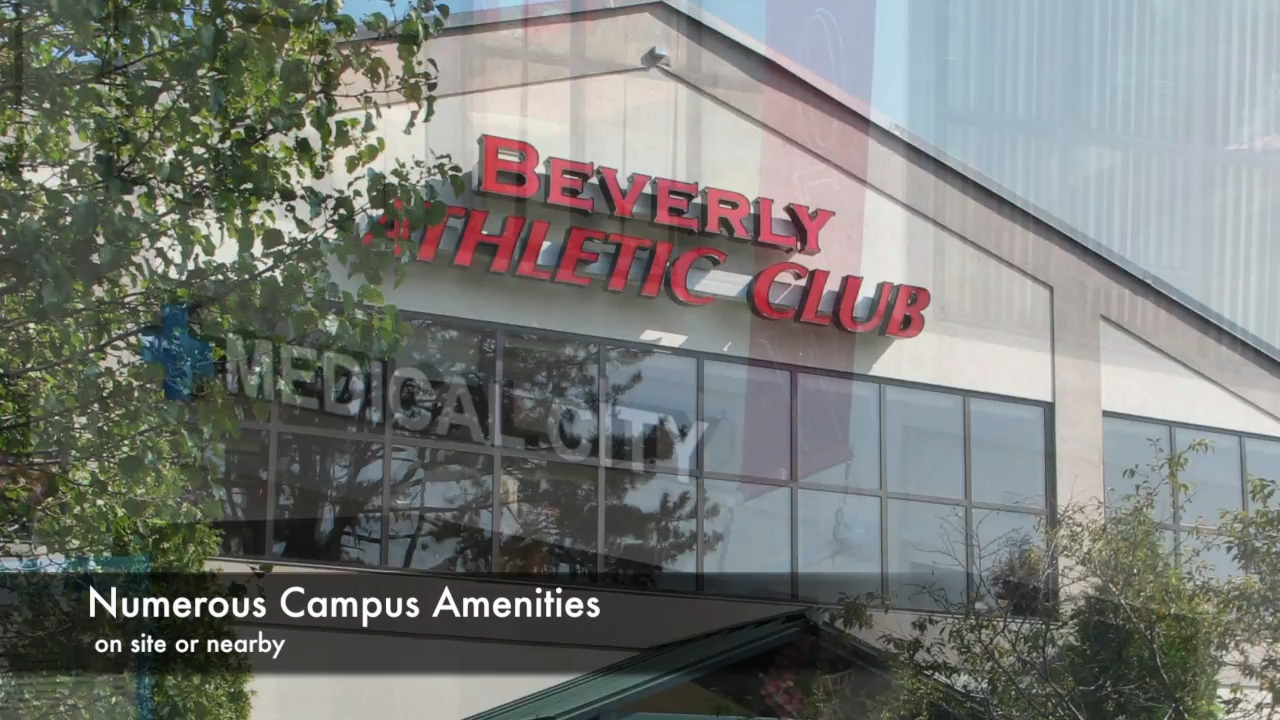 BEVERLY
ATHLETIC CLUB
MEDICAL CITY
Numerous Campus Amenities
on site or nearby